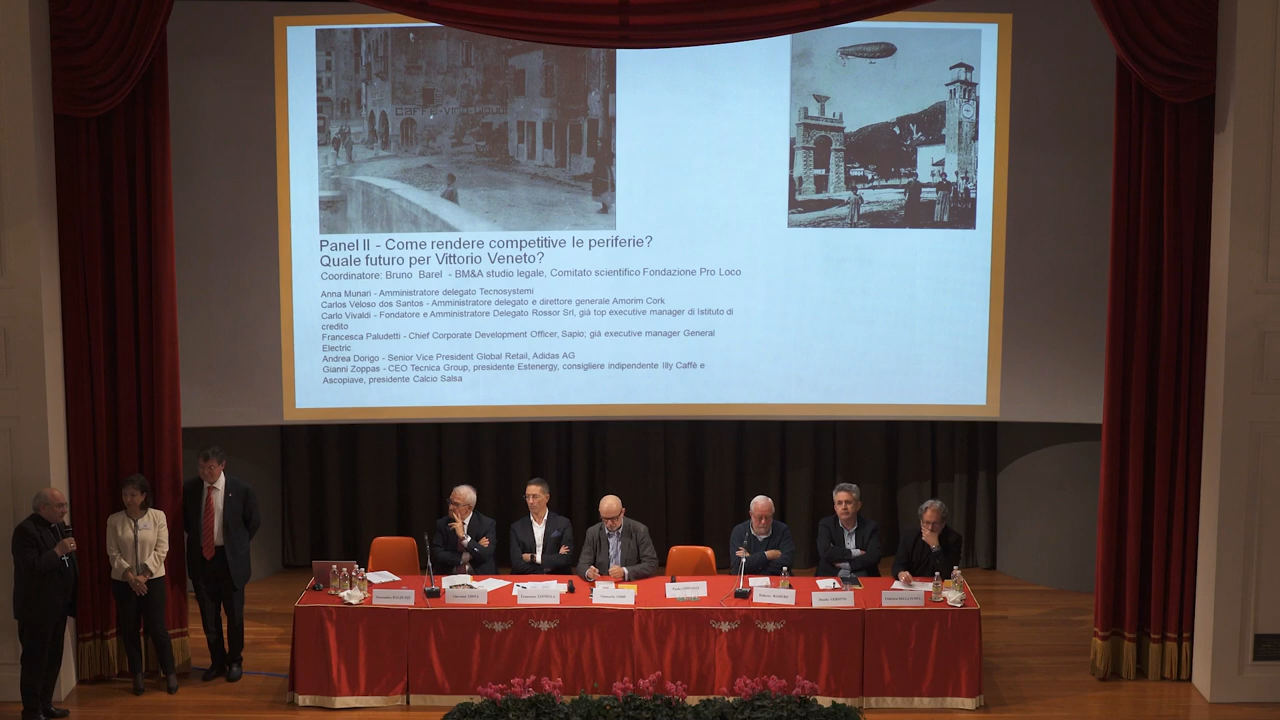 CAFFÈ-VINO-LIQUO
Panel II - Come rendere competitive le periferie?
Quale futuro per Vittorio Veneto?
Coordinatore: Bruno Barel - BM&A studio legale, Comitato scientifico Fondazione Pro Loco
Anna Munari - Amministratore delegato Tecnosystemi
Carlos Veloso dos Santos - Amministratore delegato e direttore generale Amorim Cork
Carlo Vivaldi - Fondatore e Amministratore Delegato Rossor Srl, già top executive manager di Istituto di
credito
Francesca Paludetti - Chief Corporate Development Officer, Sapio; già executive manager General
Electric
Andrea Dorigo - Senior Vice President Global Retail, Adidas AG
Gianni Zoppas - CEO Tecnica Group, presidente Estenergy, consigliere indipendente Illy Caffè e
Ascopiave, presidente Calcio Salsa